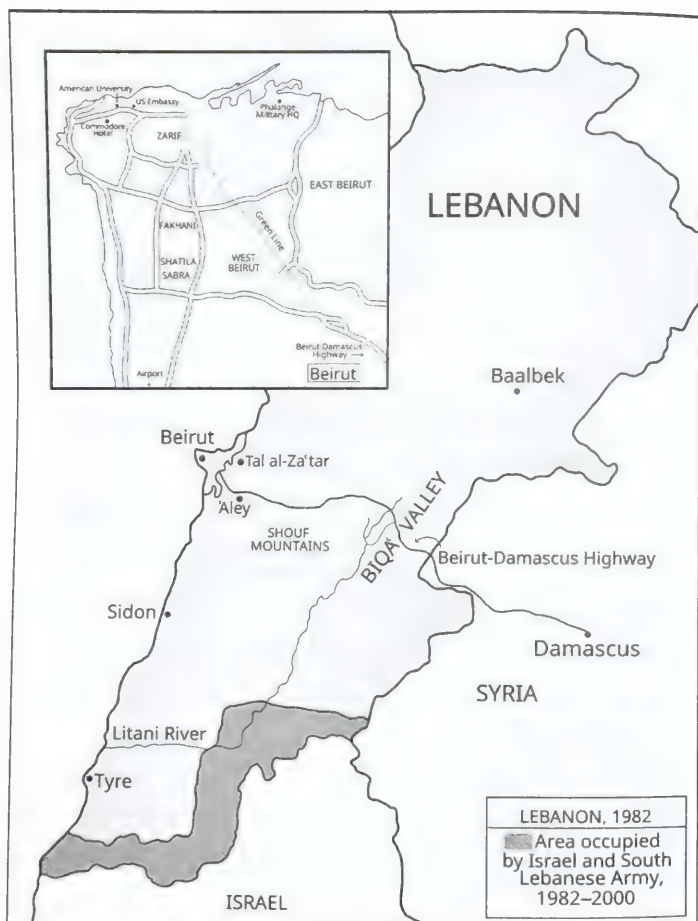 American University
US Embassy
Phalange
Military HQ
Commodore
Hotel
ZARIF
EAST BEIRUT
LEBANON
FAKHANI
Green Line
SHATILA
SABRA
WEST
BEIRUT
Beirut-Damascus
Highway
Airport
Beirut
Baalbek
Beirut
Tal al-Za'tar
'Aley
SHOUF
MOUNTAINS
BIQA' VALLEY
Beirut-Damascus Highway
Sidon
Damascus
SYRIA
Litani River
Tyre
LEBANON, 1982
Area occupied
by Israel and South
Lebanese Army,
1982–2000
ISRAEL